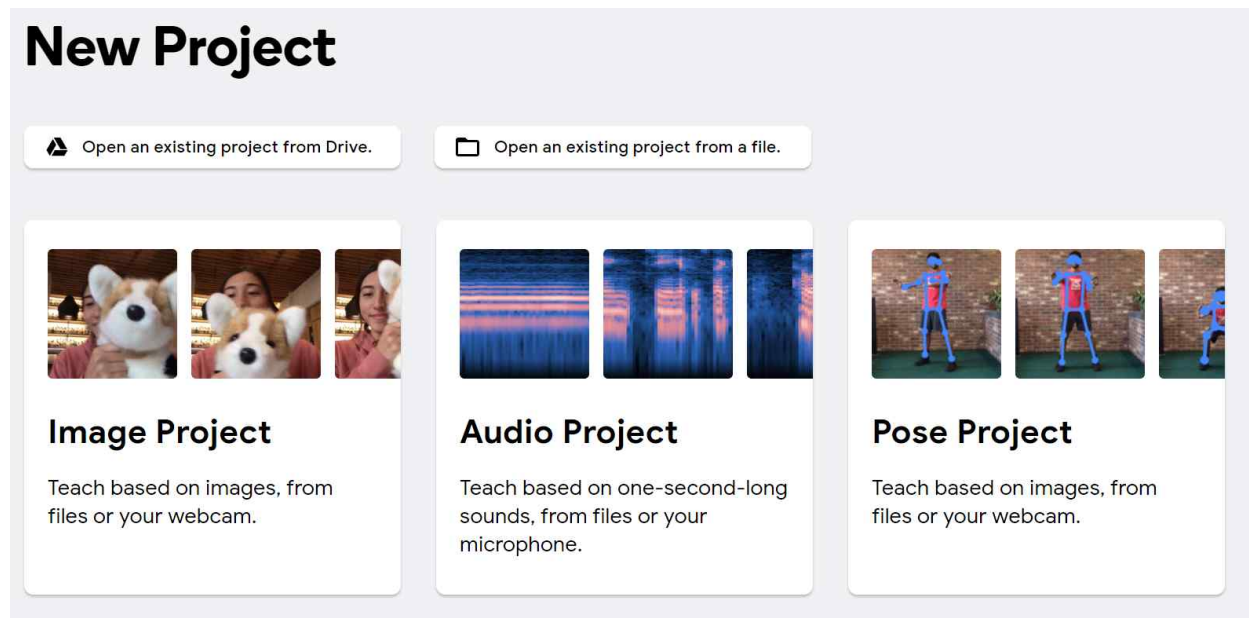 New Project
Open an existing project from Drive.
Open an existing project from a file.
Image Project
Teach based on images, from
files or your webcam.
Audio Project
Teach based on one-second-long
sounds, from files or your
microphone.
Pose Project
Teach based on images, from
files or your webcam.